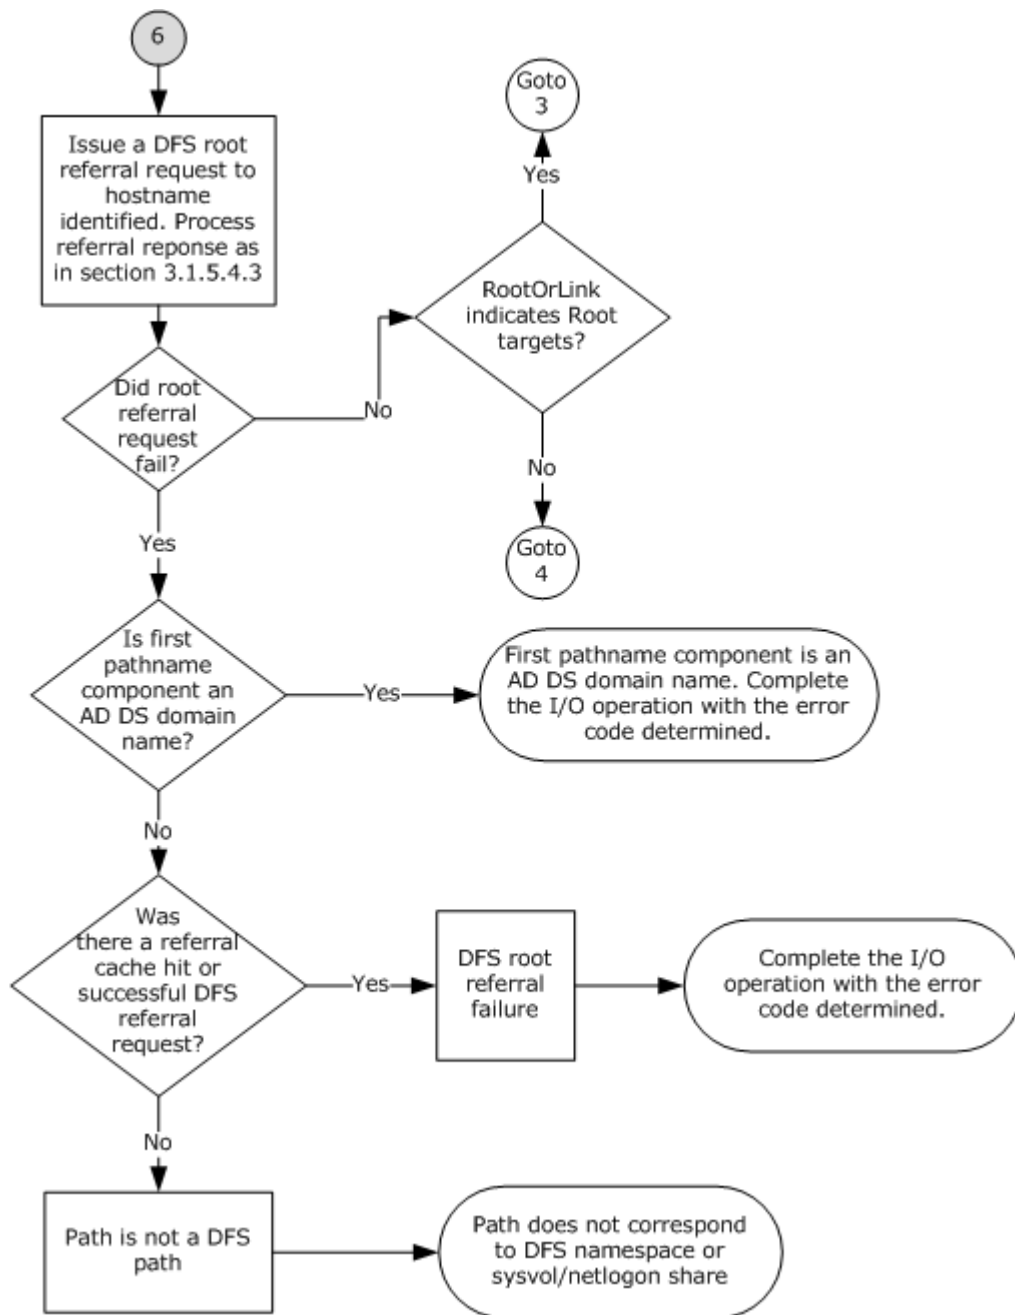 6
Issue a DFS root
referral request to
hostname
identified. Process
referral reponse as
in section 3.1.5.4.3
Goto
3
Yes
RootOrLink
indicates Root
targets?
No
Did root
referral
request
fail?
No
Goto
4
Yes
Is first
pathname
component an
AD DS domain
name?
Yes
First pathname component is an
AD DS domain name. Complete
the I/O operation with the error
code determined.
No
Was
there a referral
cache hit or
successful DFS
referral
request?
Yes
DFS root
referral
failure
Complete the I/O
operation with the error
code determined.
No
Path is not a DFS
path
Path does not correspond
to DFS namespace or
sysvol/netlogon share